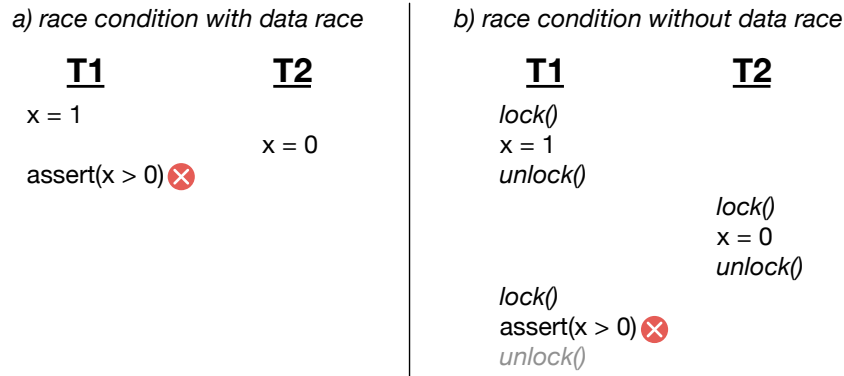 a) race condition with data race
T1 T2
x = 1
x = 0
assert(x > 0)
b) race condition without data race
T1 T2
lock()
x = 1
unlock()
lock()
x = 0
unlock()
lock()
assert(x > 0)
unlock()